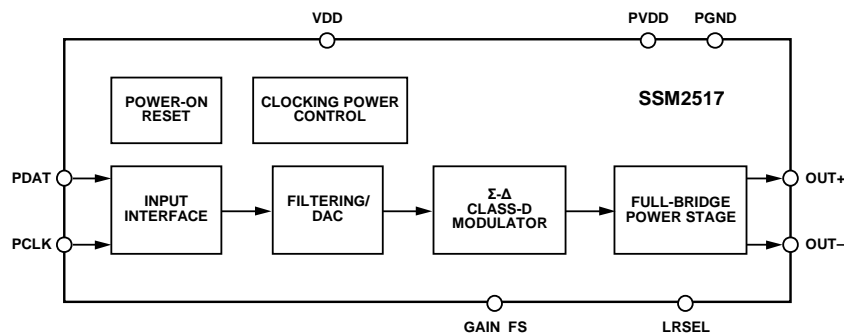 VDD
PVDD
PGND
POWER-ON
RESET
CLOCKING POWER
CONTROL
SSM2517
PDAT
PCLK
INPUT
INTERFACE
FILTERING/
DAC
Σ-Δ
CLASS-D
MODULATOR
FULL-BRIDGE
POWER STAGE
OUT+
OUT–
GAIN_FS
LRSEL